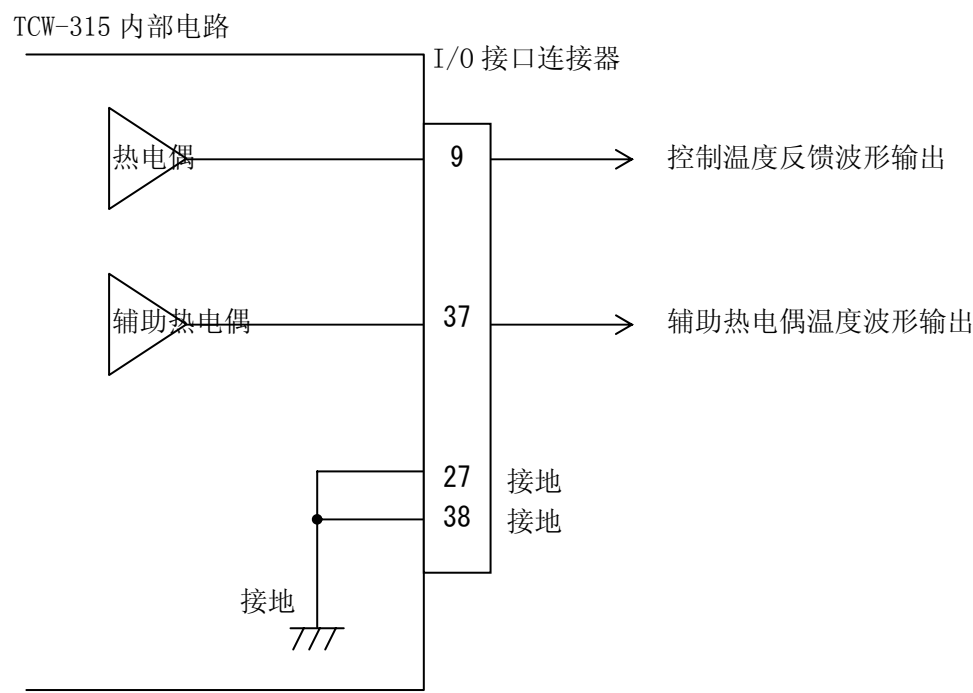 TCW-315 内部电路
I/O 接口连接器
热电偶
9
控制温度反馈波形输出
辅助热电偶
37
辅助热电偶温度波形输出
27
接地
38
接地
接地